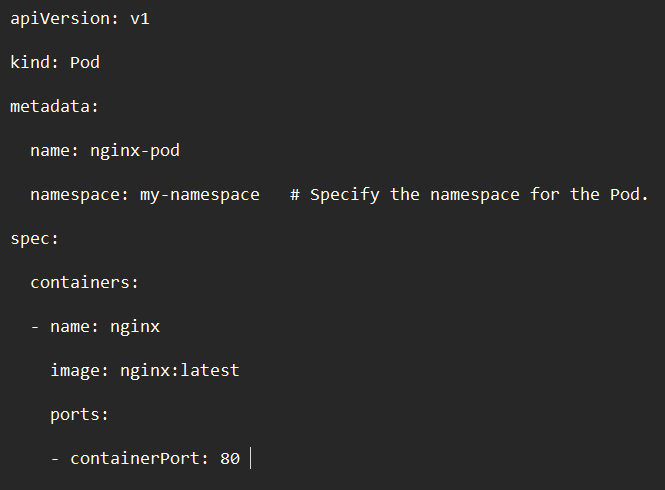 apiVersion: v1
kind: Pod
metadata:
  name: nginx-pod
  namespace: my-namespace   # Specify the namespace for the Pod.
spec:
  containers:
  - name: nginx
    image: nginx:latest
    ports:
    - containerPort: 80